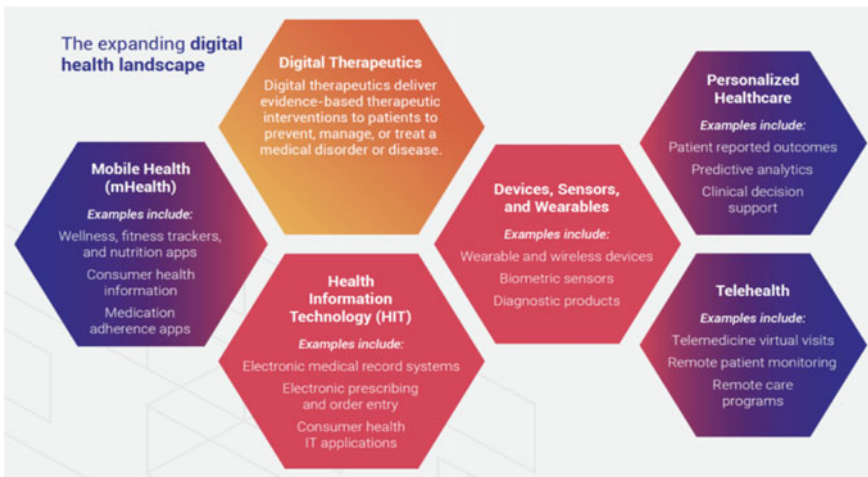 The expanding digital
health landscape
Digital Therapeutics
Digital therapeutics deliver
evidence-based therapeutic
interventions to patients to
prevent, manage, or treat a
medical disorder or disease.
Mobile Health
(mHealth)
Examples include:
Wellness, fitness trackers,
and nutrition apps
Consumer health
information
Medication
adherence apps
Health
Information
Technology (HIT)
Examples include:
Electronic medical record systems
Electronic prescribing
and order entry
Consumer health
IT applications
Devices, Sensors,
and Wearables
Examples include:
Wearable and wireless devices
Biometric sensors
Diagnostic products
Personalized
Healthcare
Examples include:
Patient reported outcomes
Predictive analytics
Clinical decision
support
Telehealth
Examples include:
Telemedicine virtual visits
Remote patient monitoring
Remote care
programs